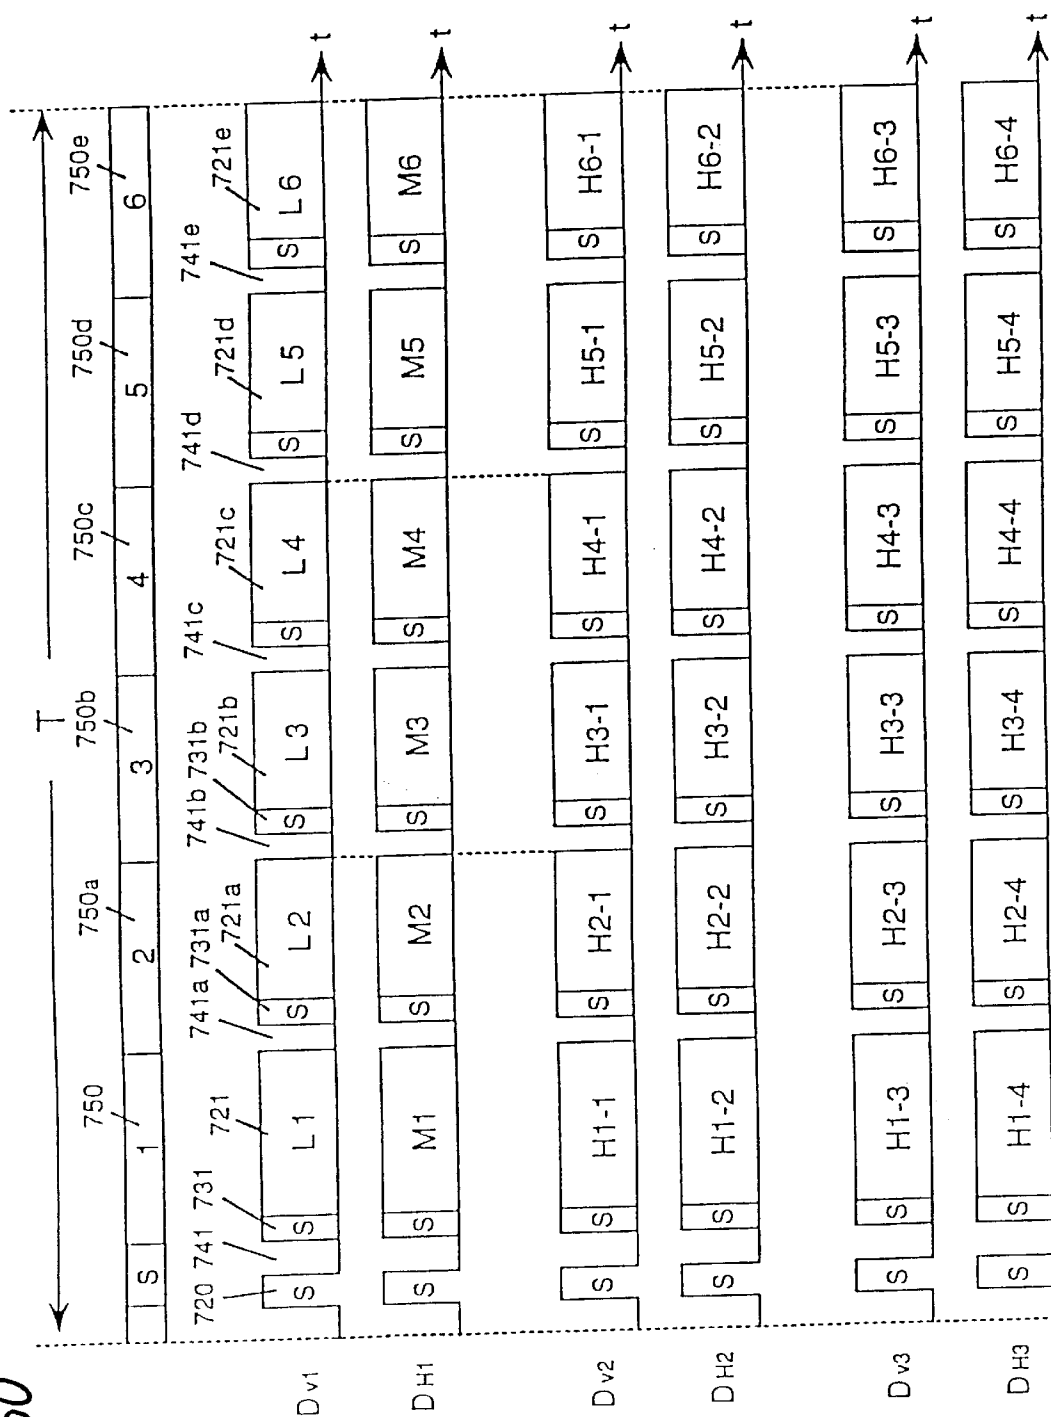 60
T
750 750a 750b 750c 750d 750e
S 1 2 3 4 5 6
720 741 731 721 741a 731a 721a 741b 731b 721b 741c 721c 741d 721d 741e 721e
Dv1 S S L1 S L2 S L3 S L4 S L5 S L6 t
DH1 S S M1 S M2 S M3 S M4 S M5 S M6 t
Dv2 S S H1-1 S H2-1 S H3-1 S H4-1 S H5-1 S H6-1 t
DH2 S S H1-2 S H2-2 S H3-2 S H4-2 S H5-2 S H6-2 t
Dv3 S S H1-3 S H2-3 S H3-3 S H4-3 S H5-3 S H6-3 t
DH3 S S H1-4 S H2-4 S H3-4 S H4-4 S H5-4 S H6-4 t